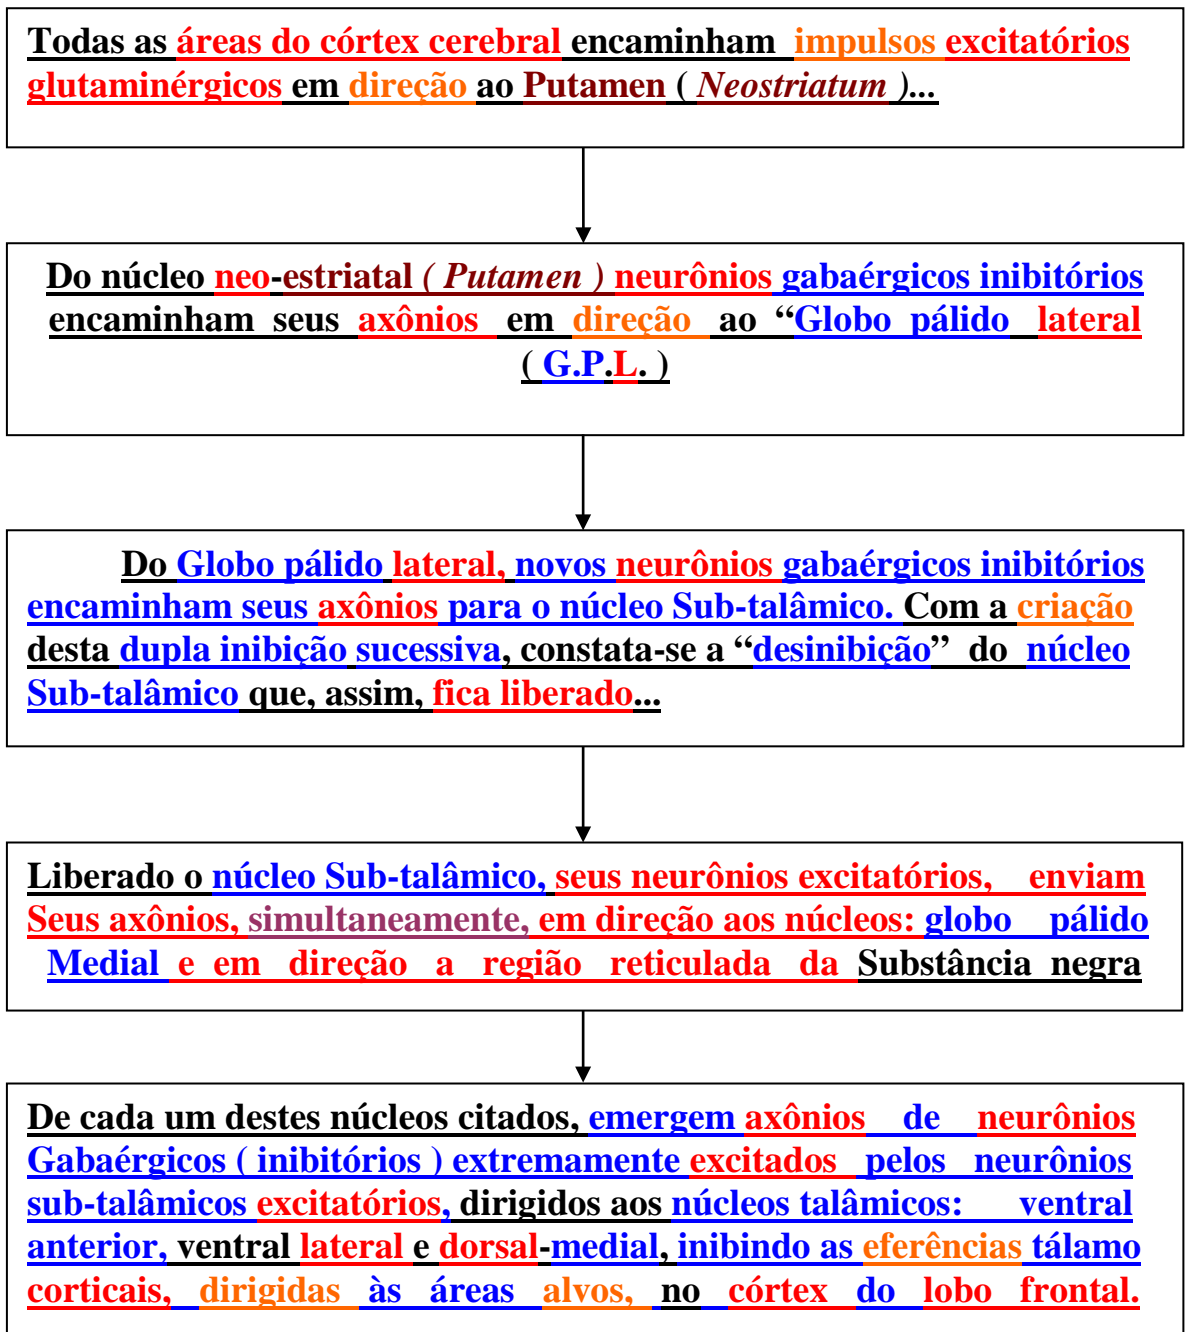 Todas as áreas do córtex cerebral encaminham impulsos excitatórios
glutaminérgicos em direção ao Putamen ( Neostriatum )...
Do núcleo neo-estriatal ( Putamen ) neurônios gabaérgicos inibitórios
encaminham seus axônios em direção ao “Globo pálido lateral
( G.P.L. )
Do Globo pálido lateral, novos neurônios gabaérgicos inibitórios
encaminham seus axônios para o núcleo Sub-talâmico. Com a criação
desta dupla inibição sucessiva, constata-se a “desinibição” do núcleo
Sub-talâmico que, assim, fica liberado...
Liberado o núcleo Sub-talâmico, seus neurônios excitatórios, enviam
Seus axônios, simultaneamente, em direção aos núcleos: globo pálido
Medial e em direção a região reticulada da Substância negra
De cada um destes núcleos citados, emergem axônios de neurônios
Gabaérgicos ( inibitórios ) extremamente excitados pelos neurônios
sub-talâmicos excitatórios, dirigidos aos núcleos talâmicos: ventral
anterior, ventral lateral e dorsal-medial, inibindo as eferências tálamo
corticais, dirigidas às áreas alvos, no córtex do lobo frontal.